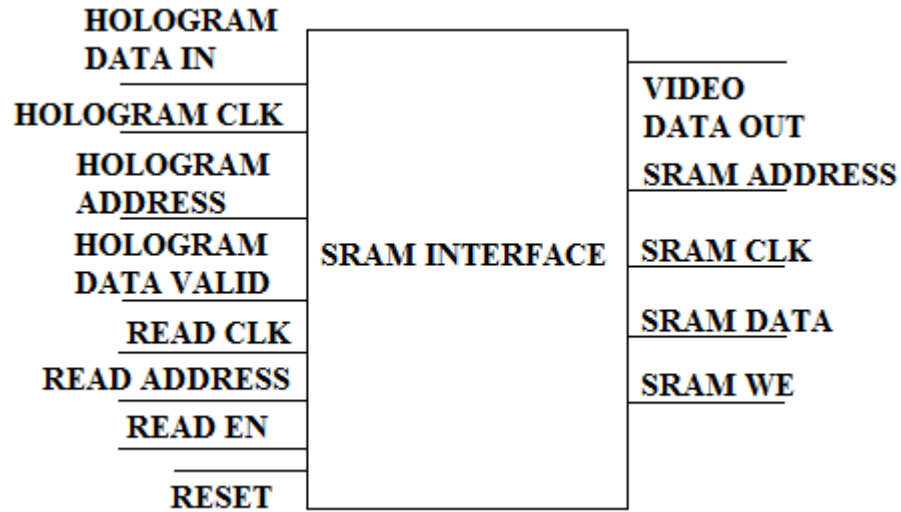 HOLOGRAM
DATA IN
HOLOGRAM CLK
HOLOGRAM
ADDRESS
HOLOGRAM
DATA VALID
READ CLK
READ ADDRESS
READ EN
RESET
SRAM INTERFACE
VIDEO
DATA OUT
SRAM ADDRESS
SRAM CLK
SRAM DATA
SRAM WE